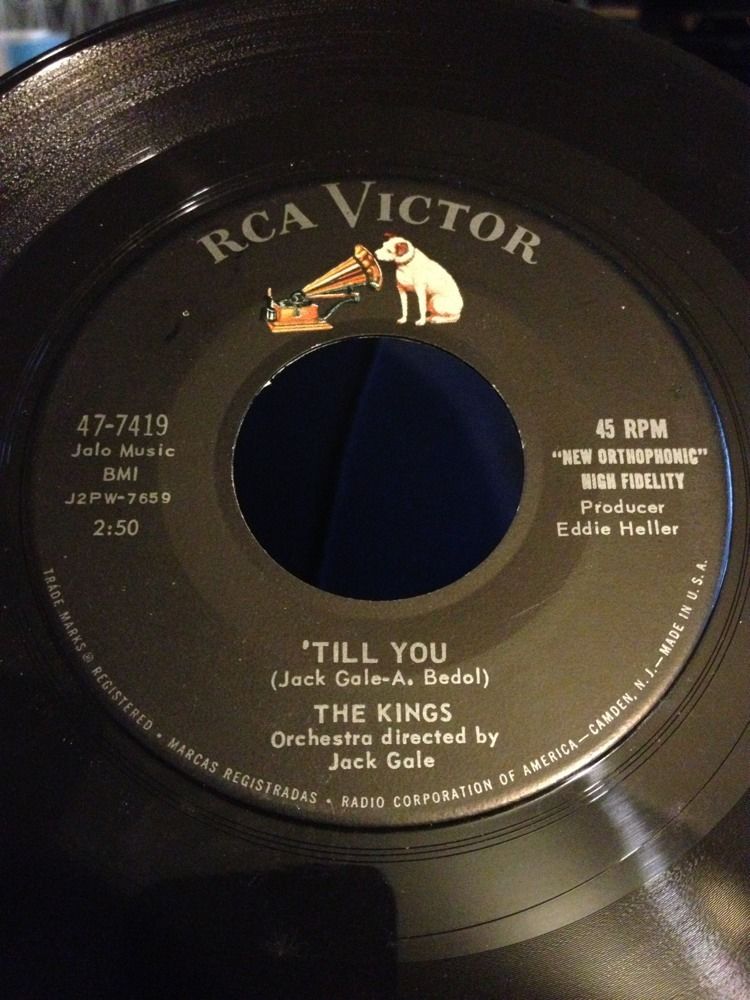 RCA VICTOR
47-7419
Jalo Music
BMI
J2PW-7659
2:50
45 RPM
"NEW ORTHOPHONIC"
HIGH FIDELITY
Producer
Eddie Heller
'TILL YOU
(Jack Gale-A. Bedol)
THE KINGS
Orchestra directed by
Jack Gale
TRADE MARKS ® REGISTERED • MARCAS REGISTRADAS • RADIO CORPORATION OF AMERICA—CAMDEN, N. J.—MADE IN U. S. A.